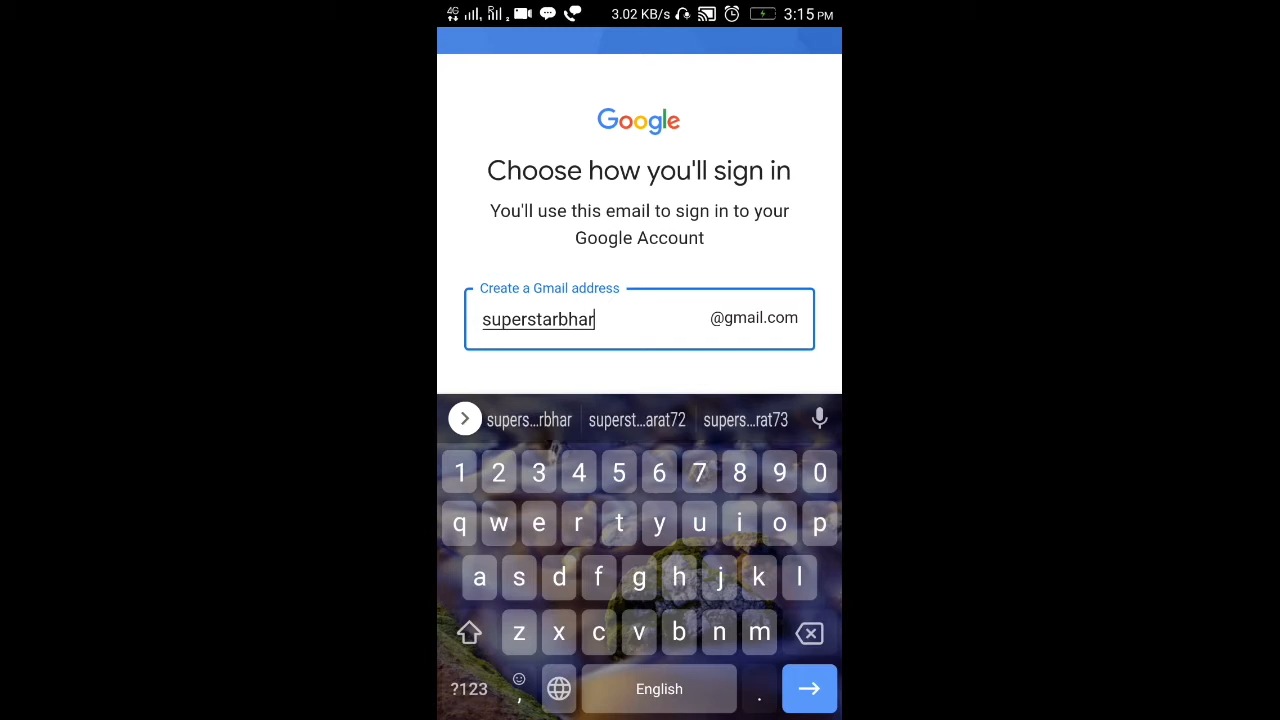 4G R 2 3.02 KB/s 3:15 PM
Google
Choose how you'll sign in
You'll use this email to sign in to your
Google Account
Create a Gmail address
superstarbhar @gmail.com
supers...rbhar superst...arat72 supers...rat73
1 2 3 4 5 6 7 8 9 0
q w e r t y u i o p
a s d f g h j k l
z x c v b n m
?123 , English .